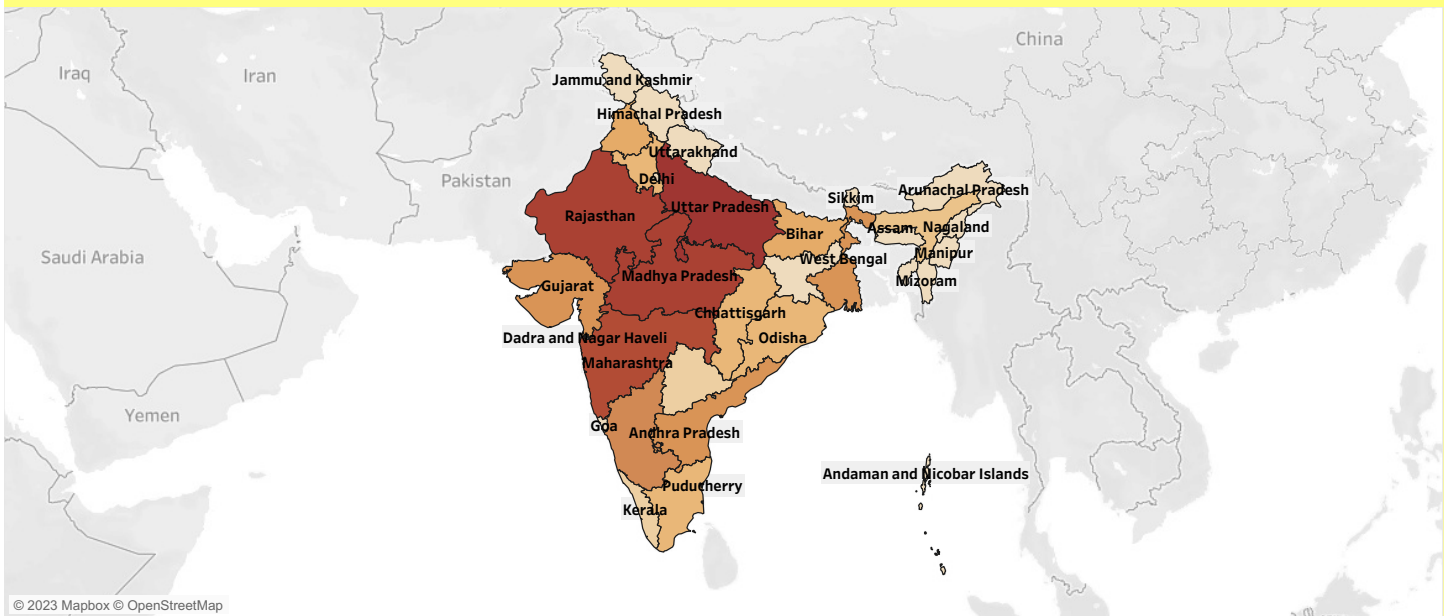 China
Iraq
Iran
Jammu and Kashmir
Himachal Pradesh
Uttarakhand
Pakistan
Delhi
Arunachal Pradesh
Sikkim
Rajasthan
Uttar Pradesh
Assam
Nagaland
Bihar
Manipur
Saudi Arabia
West Bengal
Madhya Pradesh
Mizoram
Gujarat
Chhattisgarh
Dadra and Nagar Haveli
Odisha
Maharashtra
Yemen
Goa
Andhra Pradesh
Andaman and Nicobar Islands
Puducherry
Kerala
© 2023 Mapbox © OpenStreetMap